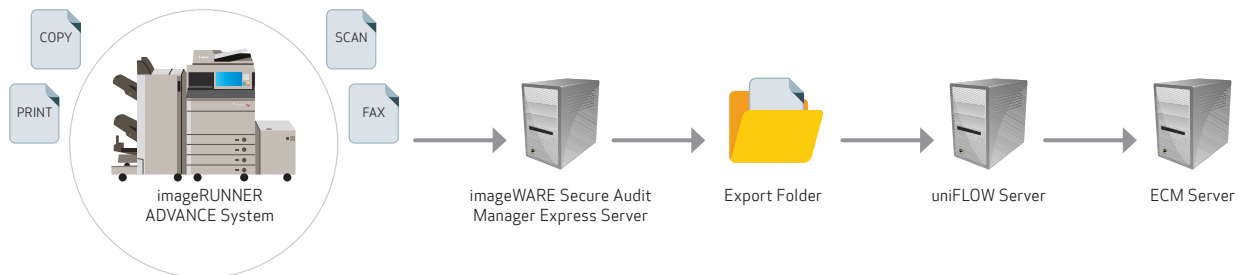 COPY
SCAN
PRINT
FAX
imageRUNNER
ADVANCE System
imageWARE Secure Audit
Manager Express Server
Export Folder
uniFLOW Server
ECM Server